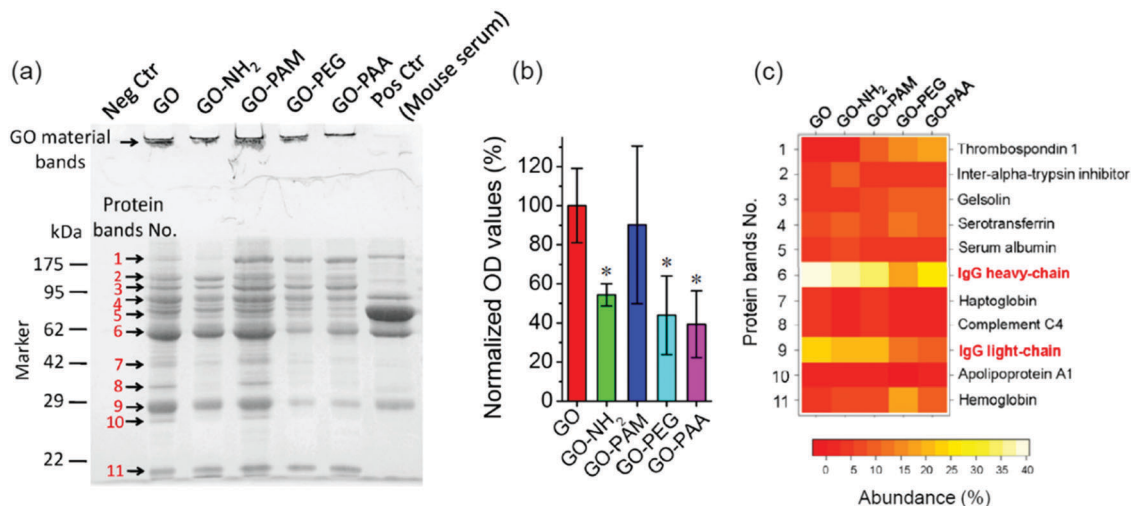 (a)
Neg Ctr
GO
GO-NH2
GO-PAM
GO-PEG
GO-PAA
Pos Ctr
(Mouse serum)
GO material
bands
Protein
bands No.
kDa
175
95
62
42
29
22
Marker
1
2
3
4
5
6
7
8
9
10
11
(b)
Normalized OD values (%)
120
100
80
60
40
20
0
*
*
*
GO
GO-NH2
GO-PAM
GO-PEG
GO-PAA
(c)
GO
GO-NH2
GO-PAM
GO-PEG
GO-PAA
Protein bands No.
1 Thrombospondin 1
2 Inter-alpha-trypsin inhibitor
3 Gelsolin
4 Serotransferrin
5 Serum albumin
6 IgG heavy-chain
7 Haptoglobin
8 Complement C4
9 IgG light-chain
10 Apolipoprotein A1
11 Hemoglobin
0 5 10 15 20 25 30 35 40
Abundance (%)